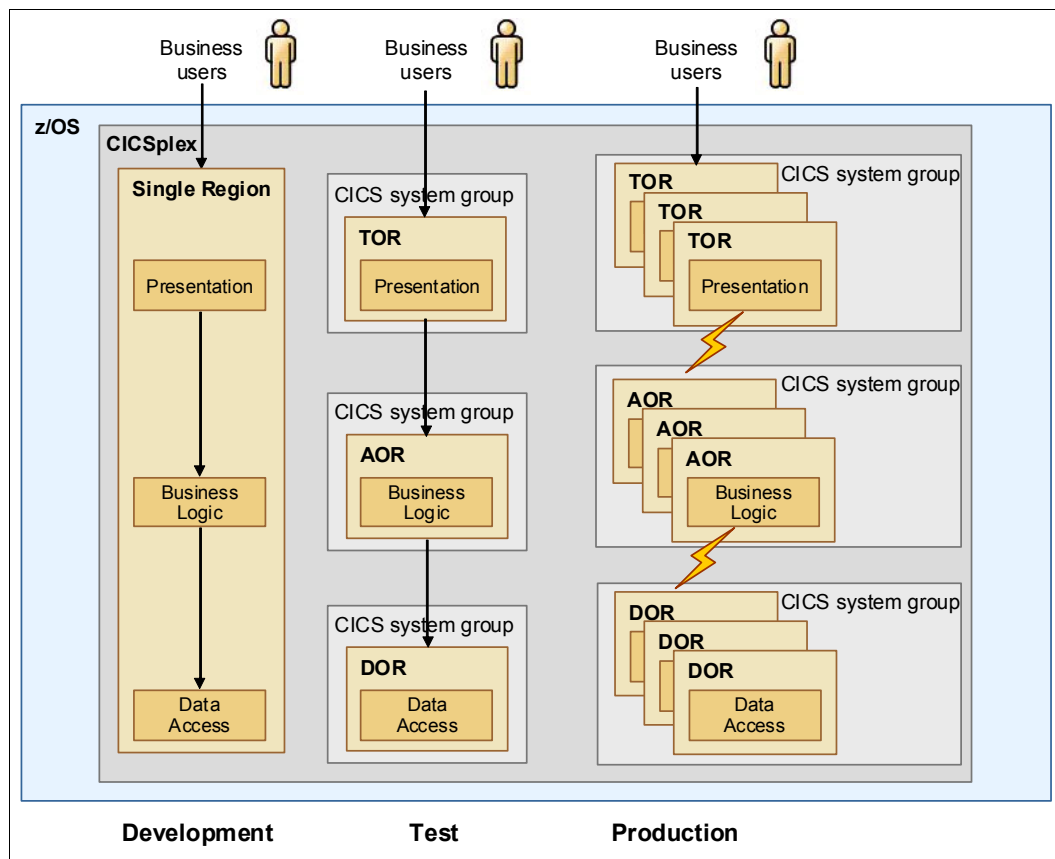 Business
users
Business
users
Business
users
z/OS
CICSplex
Single Region
Presentation
Business
Logic
Data
Access
CICS system group
TOR
Presentation
CICS system group
AOR
Business
Logic
CICS system group
DOR
Data
Access
CICS system group
TOR
TOR
TOR
Presentation
CICS system group
AOR
AOR
AOR
Business
Logic
CICS system group
DOR
DOR
DOR
Data
Access
Development
Test
Production